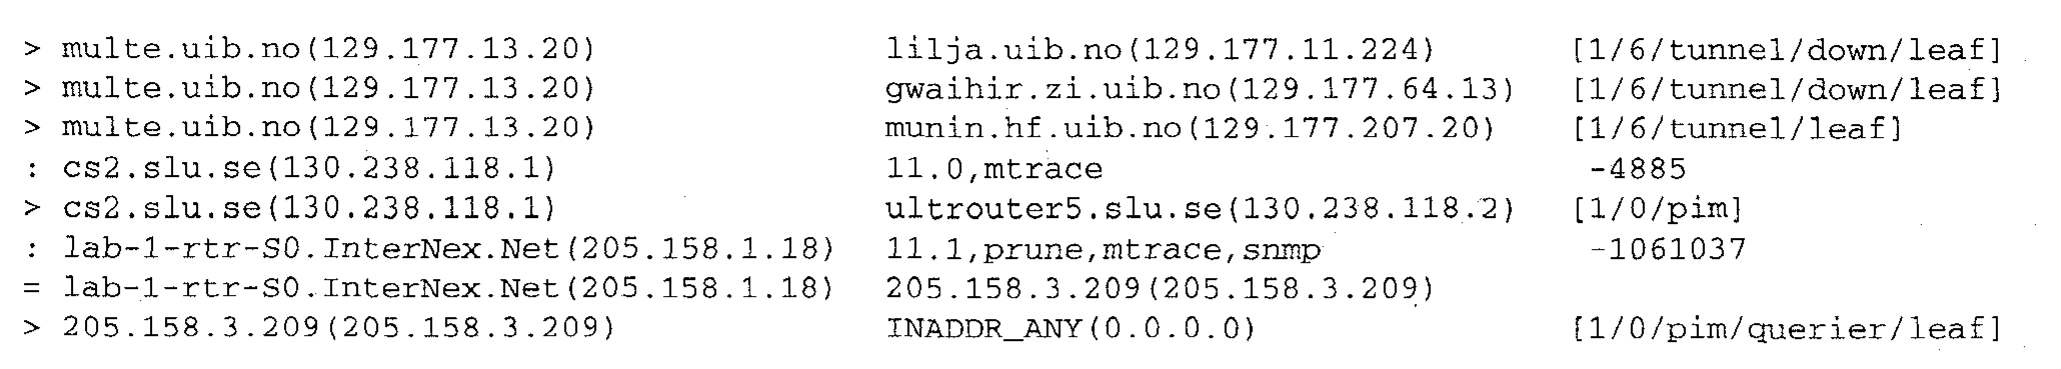 > multe.uib.no(129.177.13.20) lilja.uib.no(129.177.11.224) [1/6/tunnel/down/leaf]
> multe.uib.no(129.177.13.20) gwaihir.zi.uib.no(129.177.64.13) [1/6/tunnel/down/leaf]
> multe.uib.no(129.177.13.20) munin.hf.uib.no(129.177.207.20) [1/6/tunnel/leaf]
: cs2.slu.se(130.238.118.1) 11.0,mtrace -4885
> cs2.slu.se(130.238.118.1) ultrouter5.slu.se(130.238.118.2) [1/0/pim]
: lab-1-rtr-S0.InterNex.Net(205.158.1.18) 11.1,prune,mtrace,snmp -1061037
= lab-1-rtr-S0.InterNex.Net(205.158.1.18) 205.158.3.209(205.158.3.209)
> 205.158.3.209(205.158.3.209) INADDR_ANY(0.0.0.0) [1/0/pim/querier/leaf]